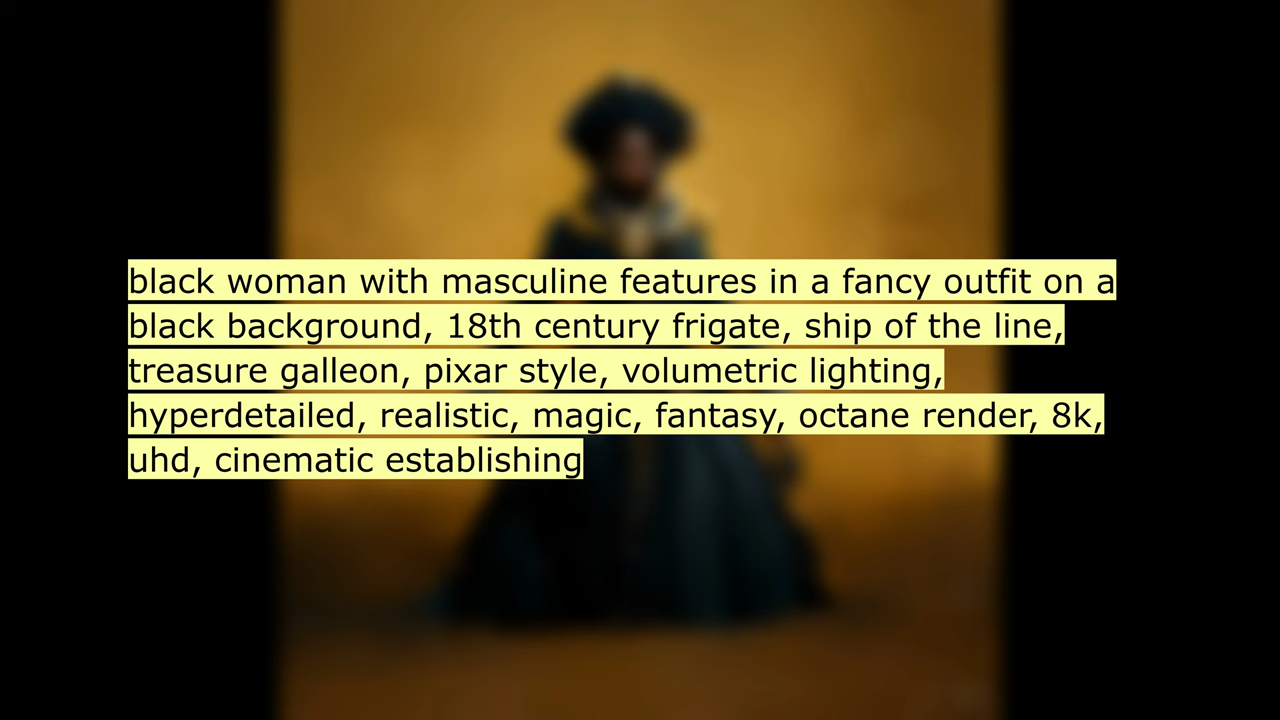 black woman with masculine features in a fancy outfit on a
black background, 18th century frigate, ship of the line,
treasure galleon, pixar style, volumetric lighting,
hyperdetailed, realistic, magic, fantasy, octane render, 8k,
uhd, cinematic establishing